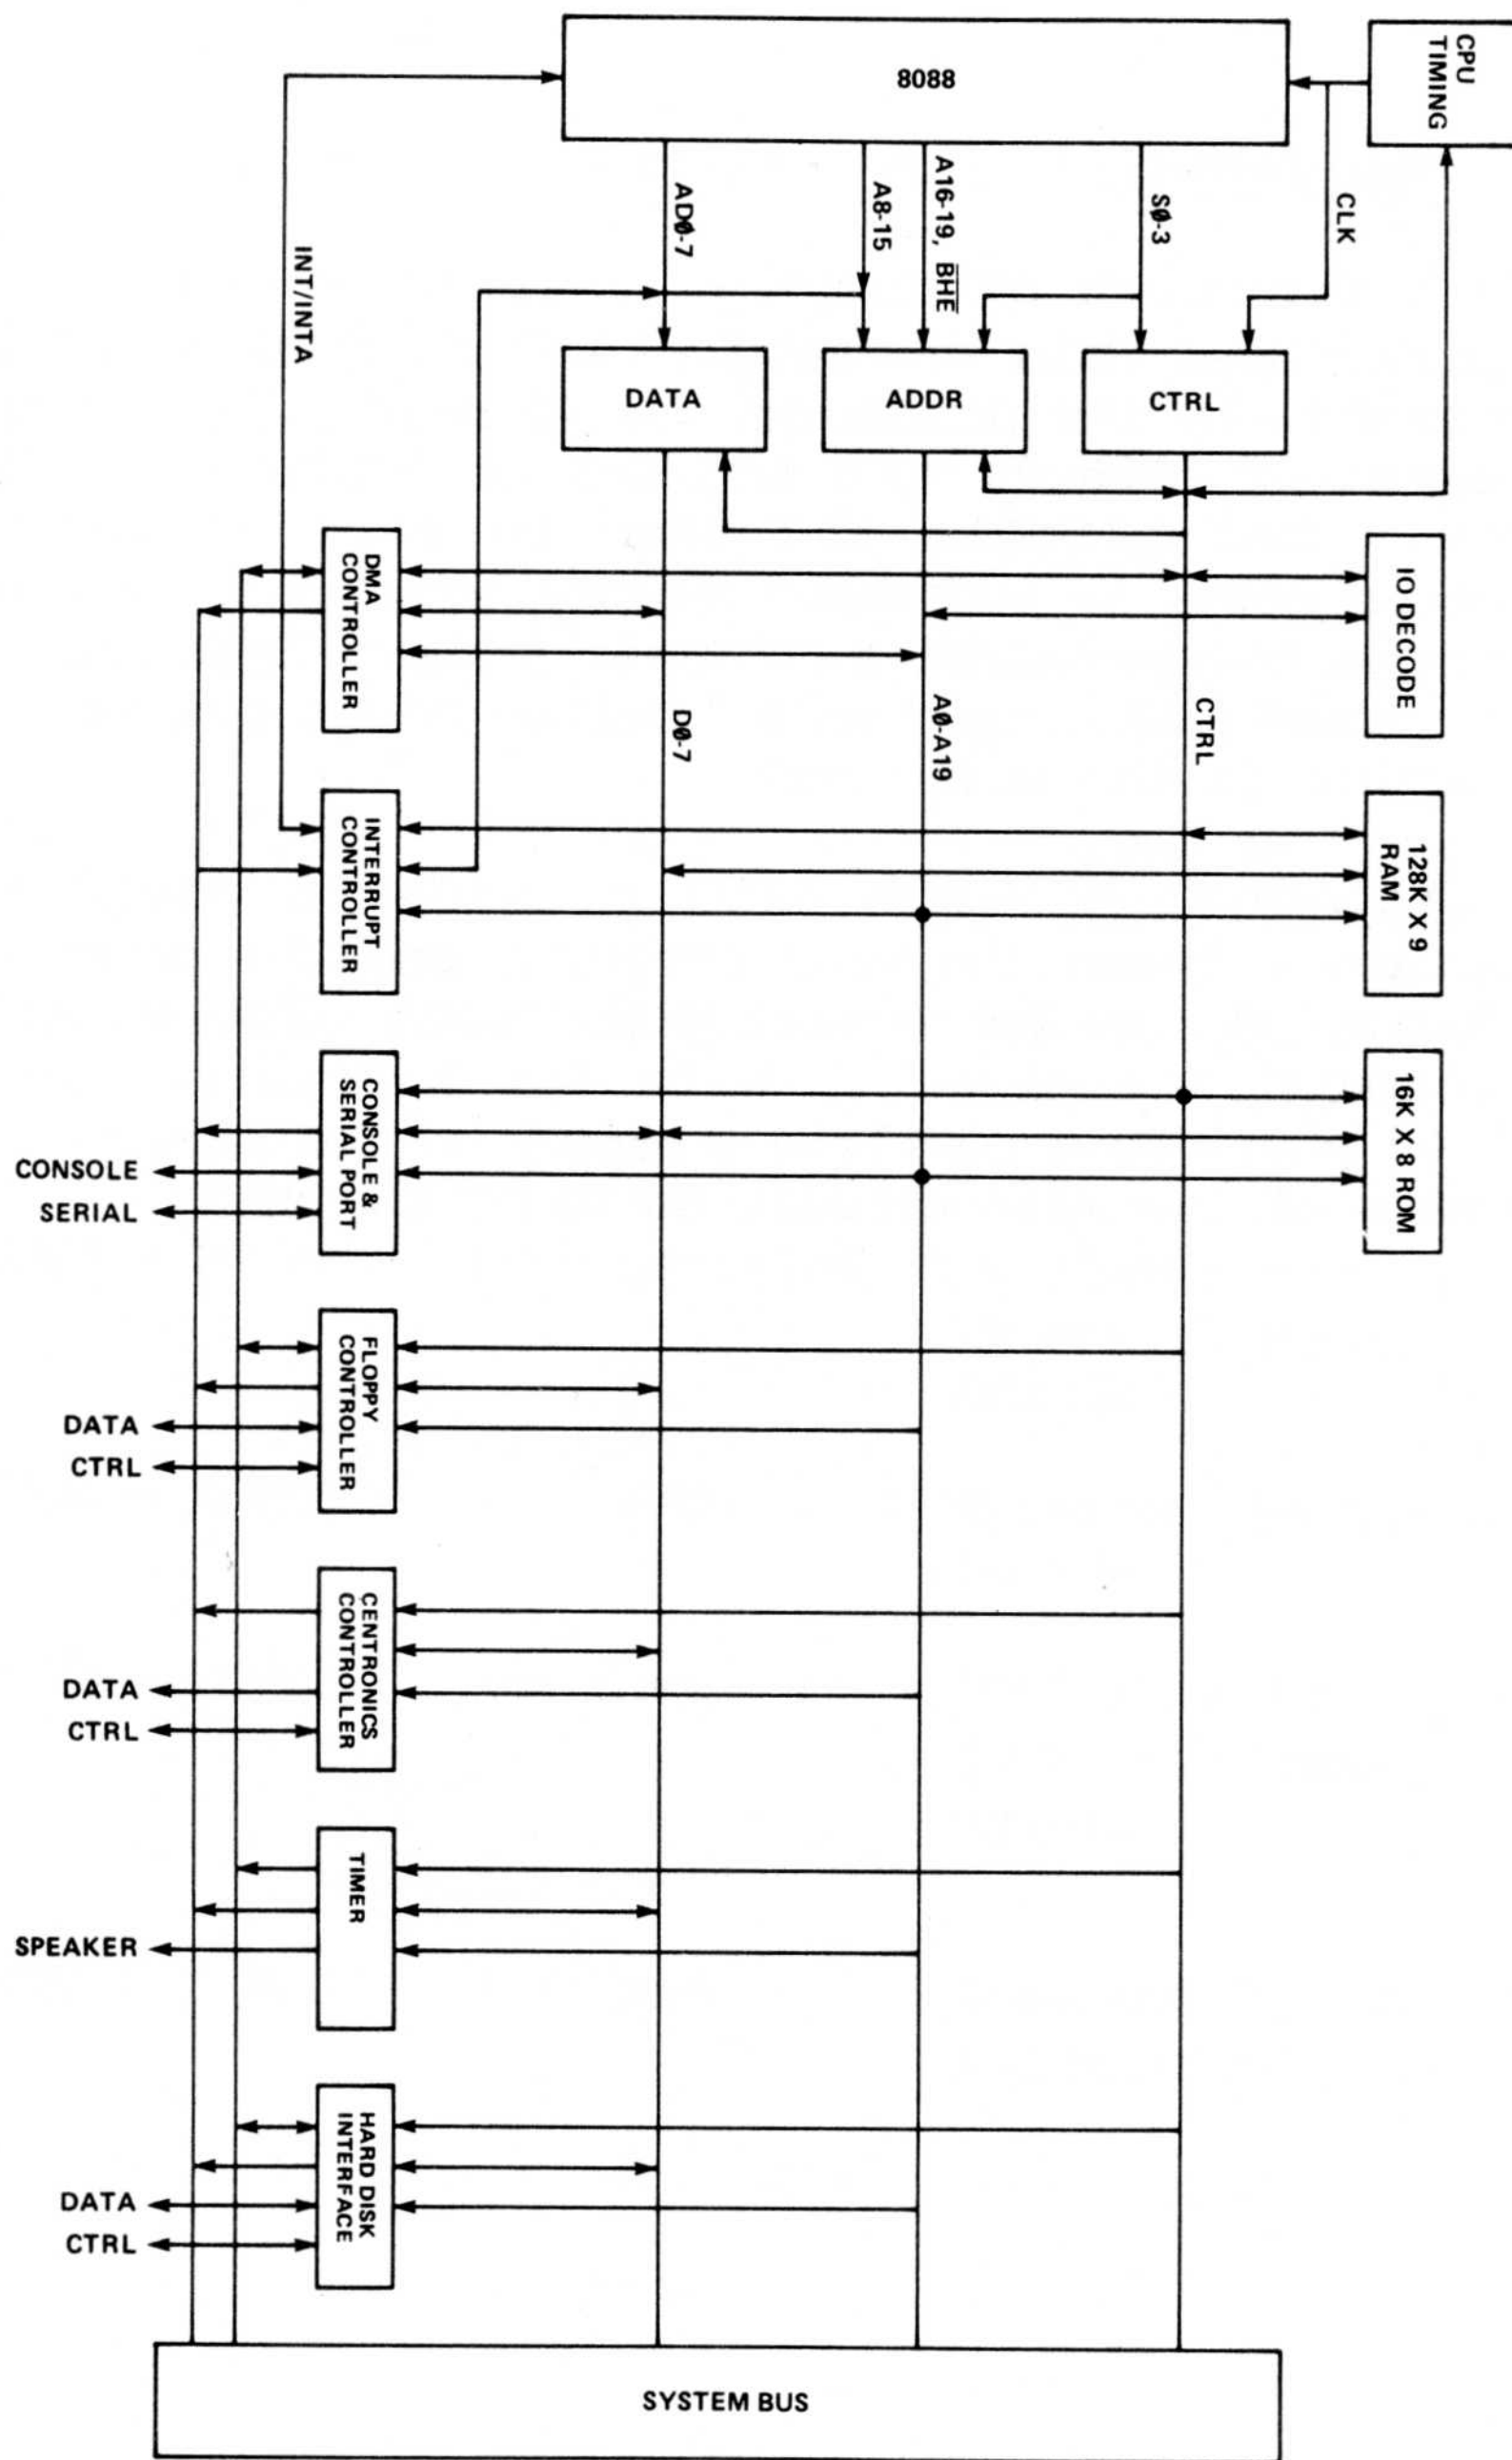 8088
CPU
TIMING
INT/INTA
AD0-7
A8-15
A16-19, B̅H̅E̅
S0-3
CLK
DATA
ADDR
CTRL
DMA
CONTROLLER
IO DECODE
D0-7
A0-A19
CTRL
INTERRUPT
CONTROLLER
128K X 9
RAM
CONSOLE &
SERIAL PORT
16K X 8 ROM
CONSOLE
SERIAL
FLOPPY
CONTROLLER
DATA
CTRL
CENTRONICS
CONTROLLER
DATA
CTRL
TIMER
SPEAKER
HARD DISK
INTERFACE
DATA
CTRL
SYSTEM BUS